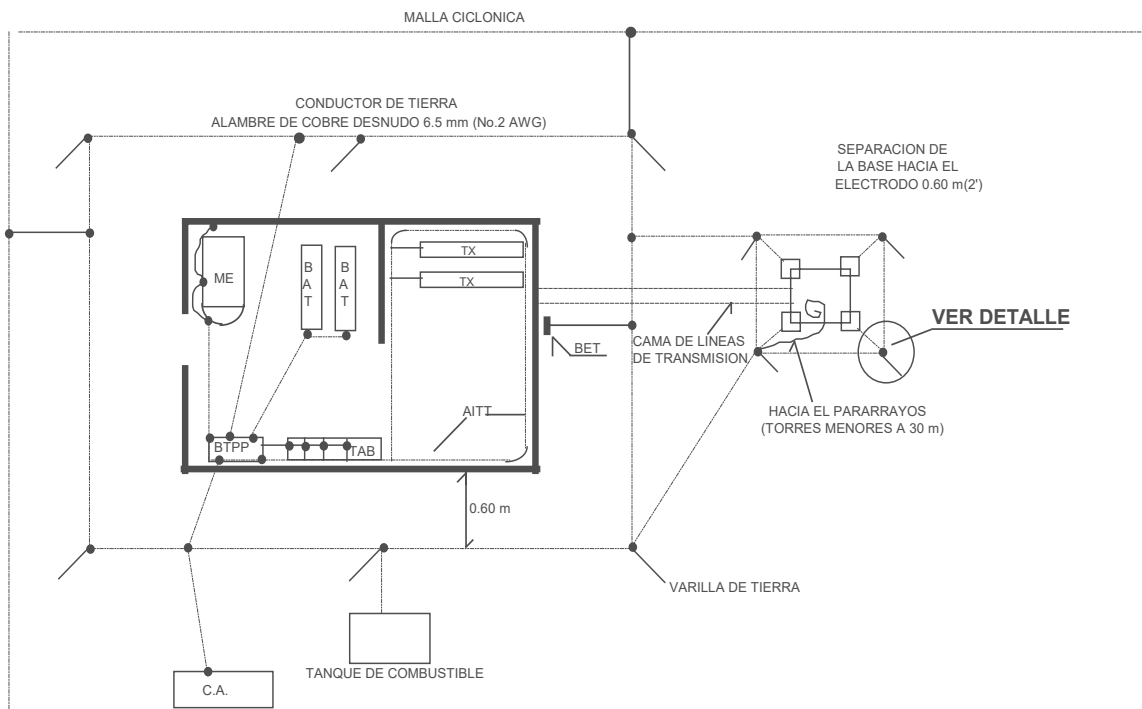 MALLA CICLONICA
CONDUCTOR DE TIERRA
ALAMBRE DE COBRE DESNUDO 6.5 mm (No.2 AWG)
SEPARACION DE
LA BASE HACIA EL
ELECTRODO 0.60 m(2')
ME
BAT
BAT
TX
TX
VER DETALLE
CAMA DE LINEAS
DE TRANSMISION
BET
AITT
HACIA EL PARARRAYOS
(TORRES MENORES A 30 m)
BTPP
TAB
0.60 m
VARILLA DE TIERRA
TANQUE DE COMBUSTIBLE
C.A.